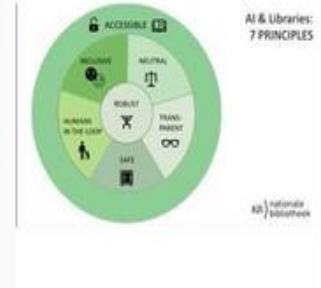 AI & Libraries:
7 PRINCIPLES
ACCESSIBLE
INCLUSIVE
NEUTRAL
ROBUST
HUMANS
IN THE LOOP
TRANS-
PARENT
SAFE
KB nationale
bibliotheek